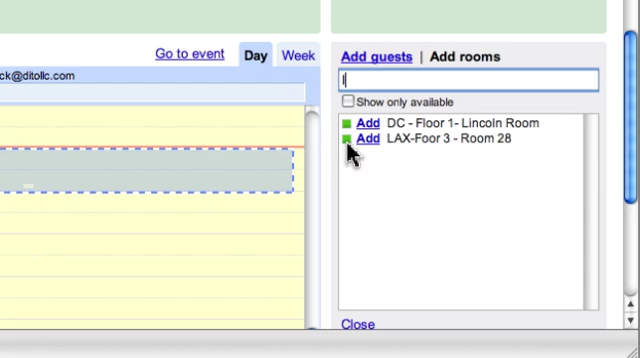 Go to event Day Week
Add guests | Add rooms
ck@ditollc.com
l
Show only available
Add DC - Floor 1- Lincoln Room
Add LAX-Foor 3 - Room 28
Close